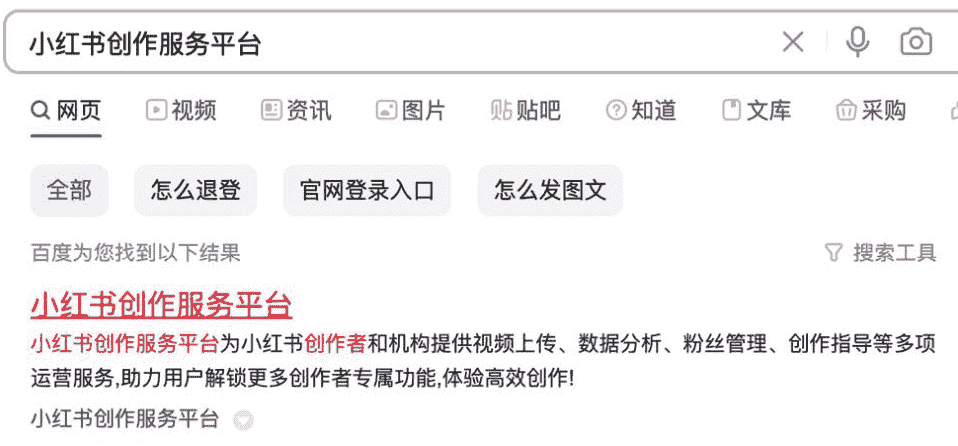 小红书创作服务平台
网页 视频 资讯 图片 贴吧 知道 文库 采购
全部 怎么退登 官网登录入口 怎么发图文
百度为您找到以下结果 搜索工具
小红书创作服务平台
小红书创作服务平台为小红书创作者和机构提供视频上传、数据分析、粉丝管理、创作指导等多项
运营服务,助力用户解锁更多创作者专属功能,体验高效创作!
小红书创作服务平台